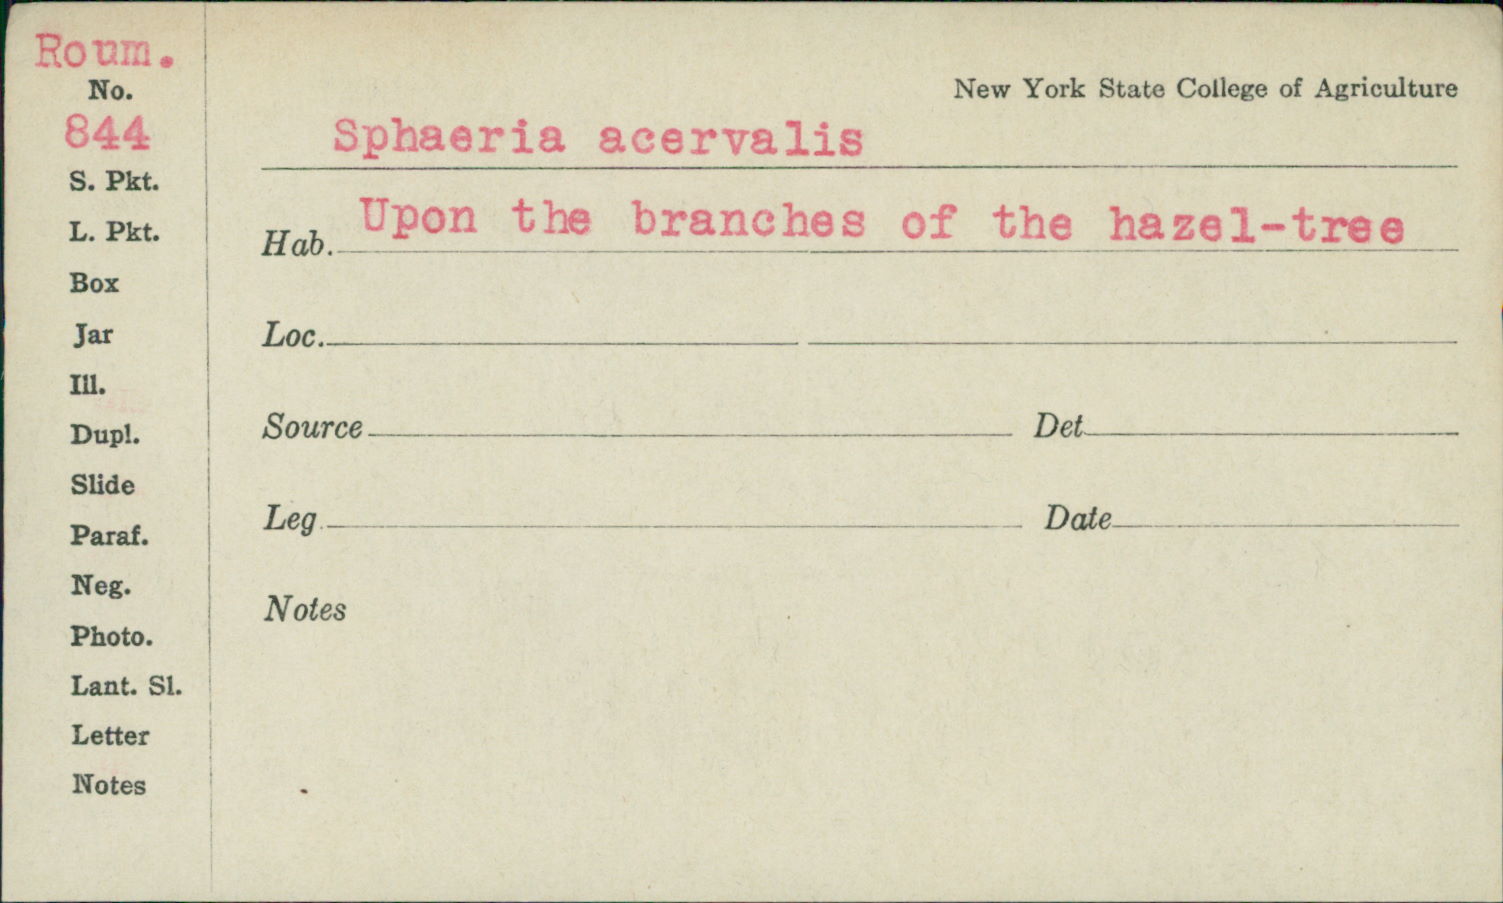 Roum.
No.
844
S. Pkt.
L. Pkt.
Box
Jar
Ill.
Dupl.
Slide
Paraf.
Neg.
Photo.
Lant. Sl.
Letter
Notes
New York State College of Agriculture
Sphaeria acervalis
Hab. Upon the branches of the hazel-tree
Loc.
Source Det
Leg Date
Notes